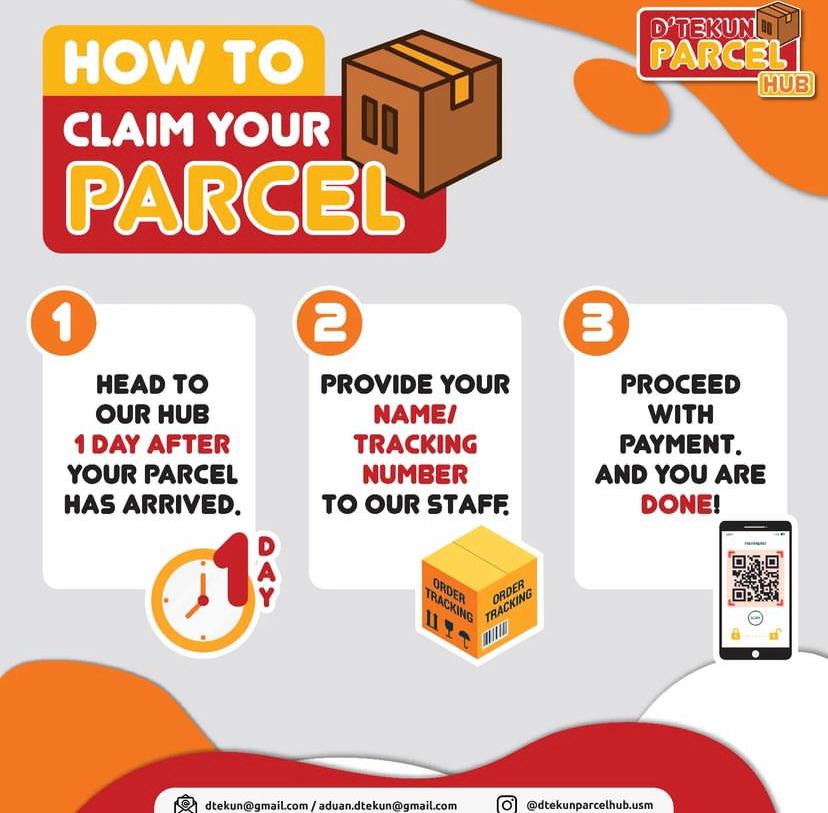 HOW TO
CLAIM YOUR
PARCEL
D'TEKUN
PARCEL
HUB
1
HEAD TO
OUR HUB
1 DAY AFTER
YOUR PARCEL
HAS ARRIVED.
1 DAY
2
PROVIDE YOUR
NAME/
TRACKING
NUMBER
TO OUR STAFF.
ORDER
TRACKING
ORDER
TRACKING
3
PROCEED
WITH
PAYMENT.
AND YOU ARE
DONE!
PAYMENT
SCAN
dtekun@gmail.com / aduan.dtekun@gmail.com
@dtekunparcelhub.usm